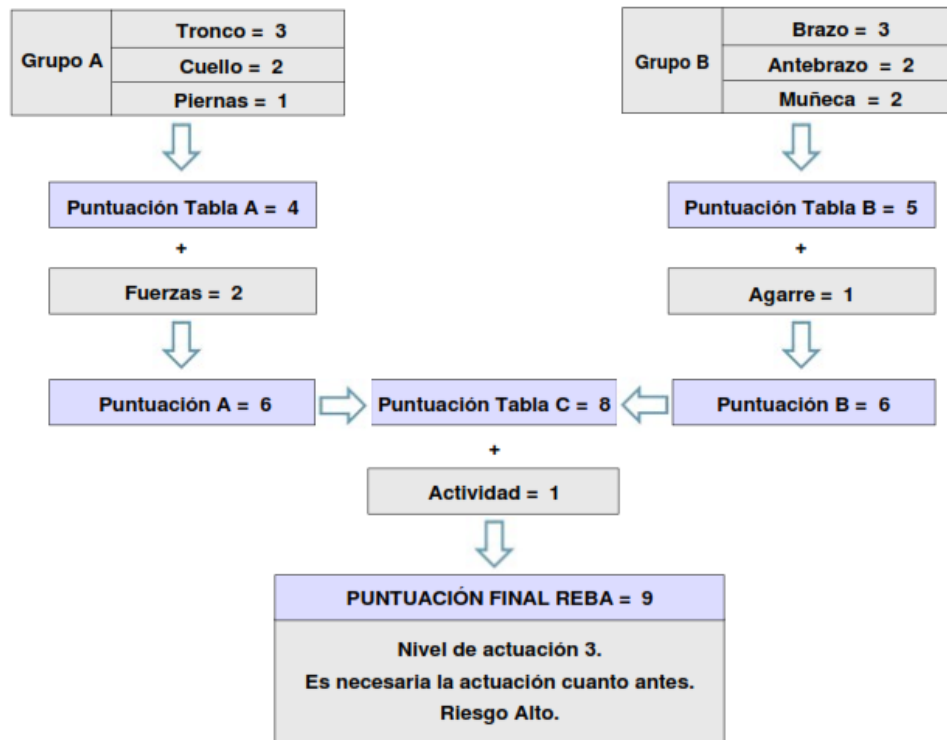 Grupo A
Tronco = 3
Cuello = 2
Piernas = 1
Grupo B
Brazo = 3
Antebrazo = 2
Muñeca = 2
Puntuación Tabla A = 4
Puntuación Tabla B = 5
+
+
Fuerzas = 2
Agarre = 1
Puntuación A = 6
Puntuación Tabla C = 8
Puntuación B = 6
+
Actividad = 1
PUNTUACIÓN FINAL REBA = 9
Nivel de actuación 3.
Es necesaria la actuación cuanto antes.
Riesgo Alto.